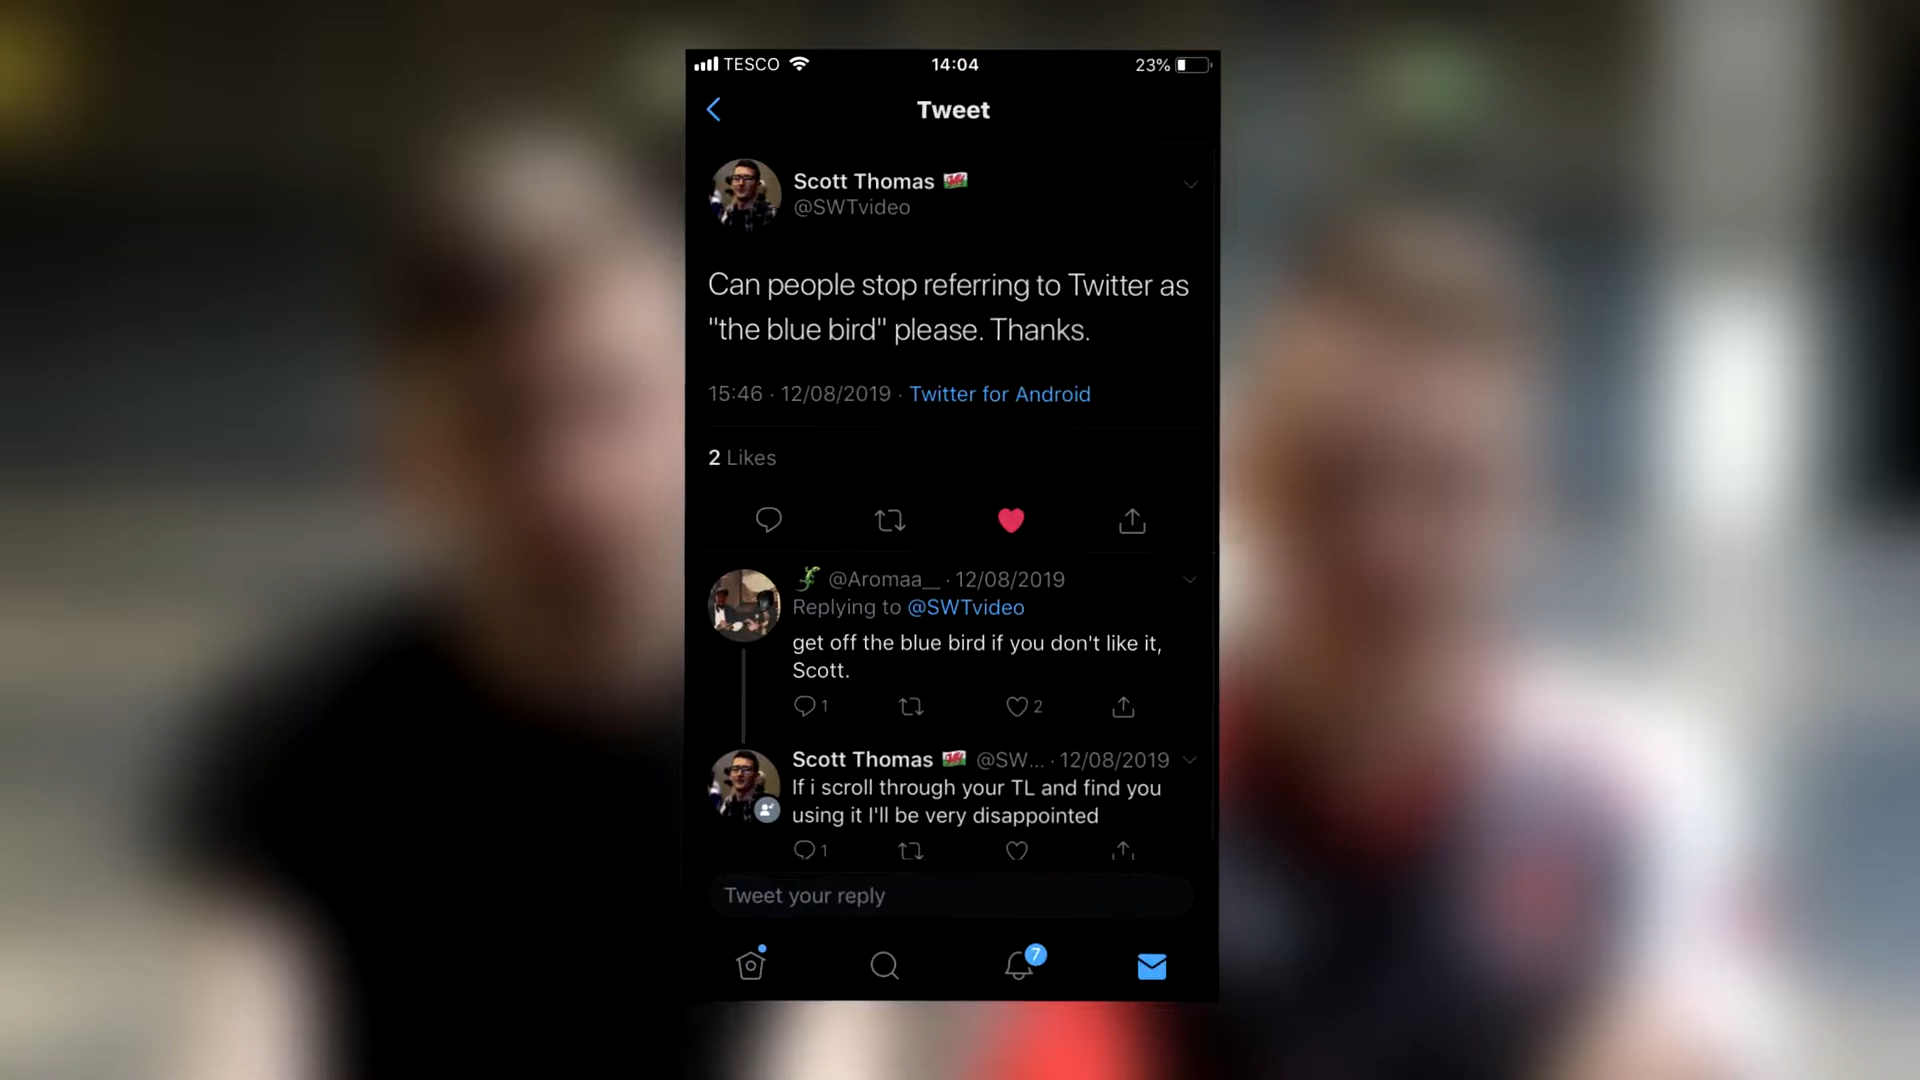 TESCO 14:04 23%
Tweet
Scott Thomas 🏴󠁧󠁢󠁷󠁬󠁳󠁿
@SWTvideo
Can people stop referring to Twitter as
"the blue bird" please. Thanks.
15:46 · 12/08/2019 · Twitter for Android
2 Likes
🦎 @Aromaa__ · 12/08/2019
Replying to @SWTvideo
get off the blue bird if you don't like it,
Scott.
1 2
Scott Thomas 🏴󠁧󠁢󠁷󠁬󠁳󠁿 @SW... · 12/08/2019
If i scroll through your TL and find you
using it I'll be very disappointed
1
Tweet your reply
7